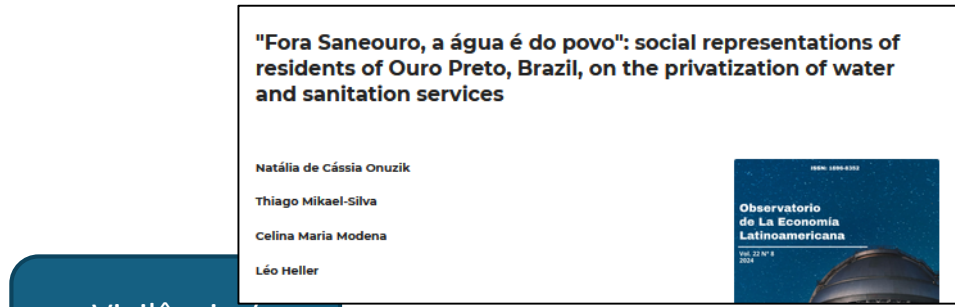 "Fora Saneouro, a água é do povo": social representations of
residents of Ouro Preto, Brazil, on the privatization of water
and sanitation services
Natália de Cássia Onuzik
Thiago Mikael-Silva
Celina Maria Modena
Léo Heller
ISSN: 1696-8352
Observatorio
de La Economía
Latinoamericana
Vol. 22 Nº 8
2024